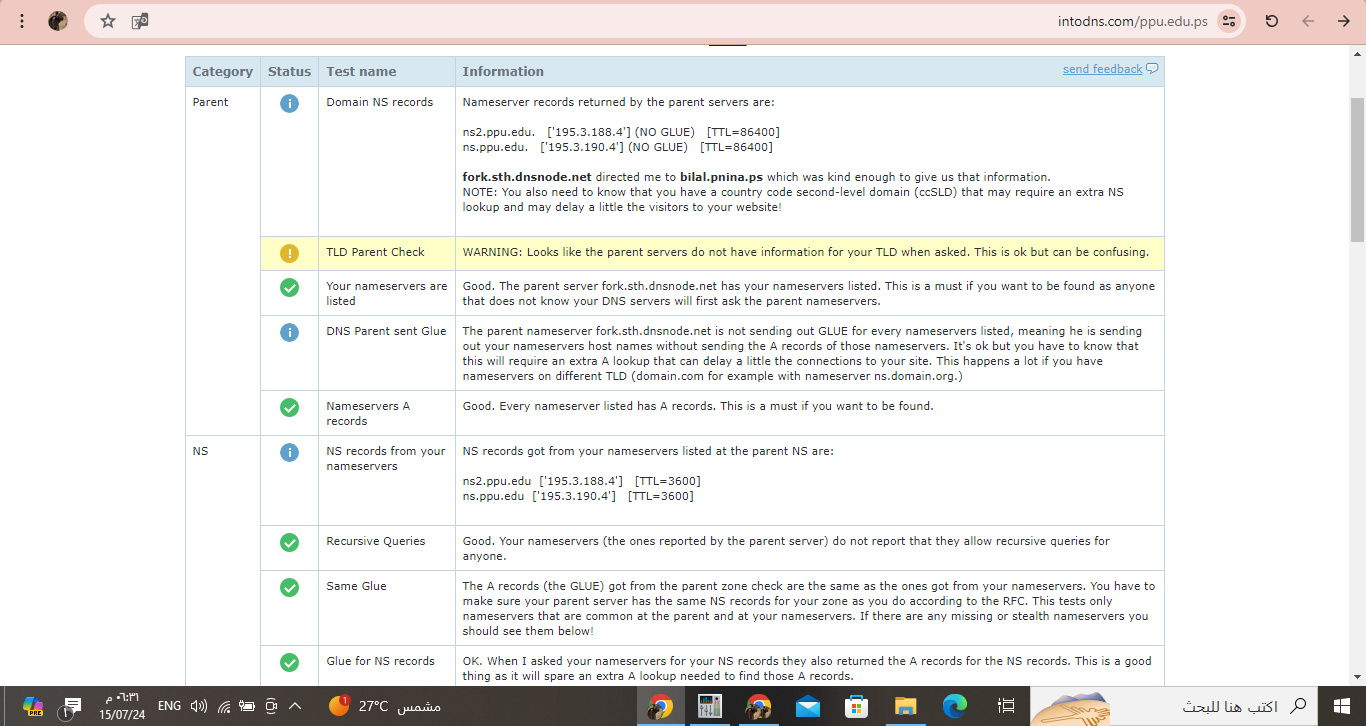 intodns.com/ppu.edu.ps
Category Status Test name Information send feedback
Parent
Domain NS records
Nameserver records returned by the parent servers are:
ns2.ppu.edu. ['195.3.188.4'] (NO GLUE) [TTL=86400]
ns.ppu.edu. ['195.3.190.4'] (NO GLUE) [TTL=86400]
fork.sth.dnsnode.net directed me to bilal.pnina.ps which was kind enough to give us that information.
NOTE: You also need to know that you have a country code second-level domain (ccSLD) that may require an extra NS
lookup and may delay a little the visitors to your website!
TLD Parent Check
WARNING: Looks like the parent servers do not have information for your TLD when asked. This is ok but can be confusing.
Your nameservers are
listed
Good. The parent server fork.sth.dnsnode.net has your nameservers listed. This is a must if you want to be found as anyone
that does not know your DNS servers will first ask the parent nameservers.
DNS Parent sent Glue
The parent nameserver fork.sth.dnsnode.net is not sending out GLUE for every nameservers listed, meaning he is sending
out your nameservers host names without sending the A records of those nameservers. It's ok but you have to know that
this will require an extra A lookup that can delay a little the connections to your site. This happens a lot if you have
nameservers on different TLD (domain.com for example with nameserver ns.domain.org.)
Nameservers A
records
Good. Every nameserver listed has A records. This is a must if you want to be found.
NS
NS records from your
nameservers
NS records got from your nameservers listed at the parent NS are:
ns2.ppu.edu ['195.3.188.4'] [TTL=3600]
ns.ppu.edu ['195.3.190.4'] [TTL=3600]
Recursive Queries
Good. Your nameservers (the ones reported by the parent server) do not report that they allow recursive queries for
anyone.
Same Glue
The A records (the GLUE) got from the parent zone check are the same as the ones got from your nameservers. You have to
make sure your parent server has the same NS records for your zone as you do according to the RFC. This tests only
nameservers that are common at the parent and at your nameservers. If there are any missing or stealth nameservers you
should see them below!
Glue for NS records
OK. When I asked your nameservers for your NS records they also returned the A records for the NS records. This is a good
thing as it will spare an extra A lookup needed to find those A records.
PRE
1
٠٦:٣١ م
15/07/24
ENG
1
27°C مشمس
اكتب هنا للبحث